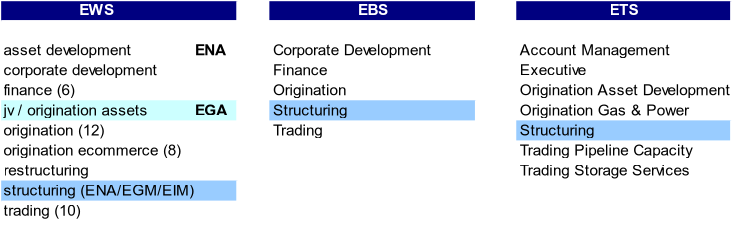 EWS
asset development ENA
corporate development
finance (6)
jv / origination assets EGA
origination (12)
origination ecommerce (8)
restructuring
structuring (ENA/EGM/EIM)
trading (10)
EBS
Corporate Development
Finance
Origination
Structuring
Trading
ETS
Account Management
Executive
Origination Asset Development
Origination Gas & Power
Structuring
Trading Pipeline Capacity
Trading Storage Services